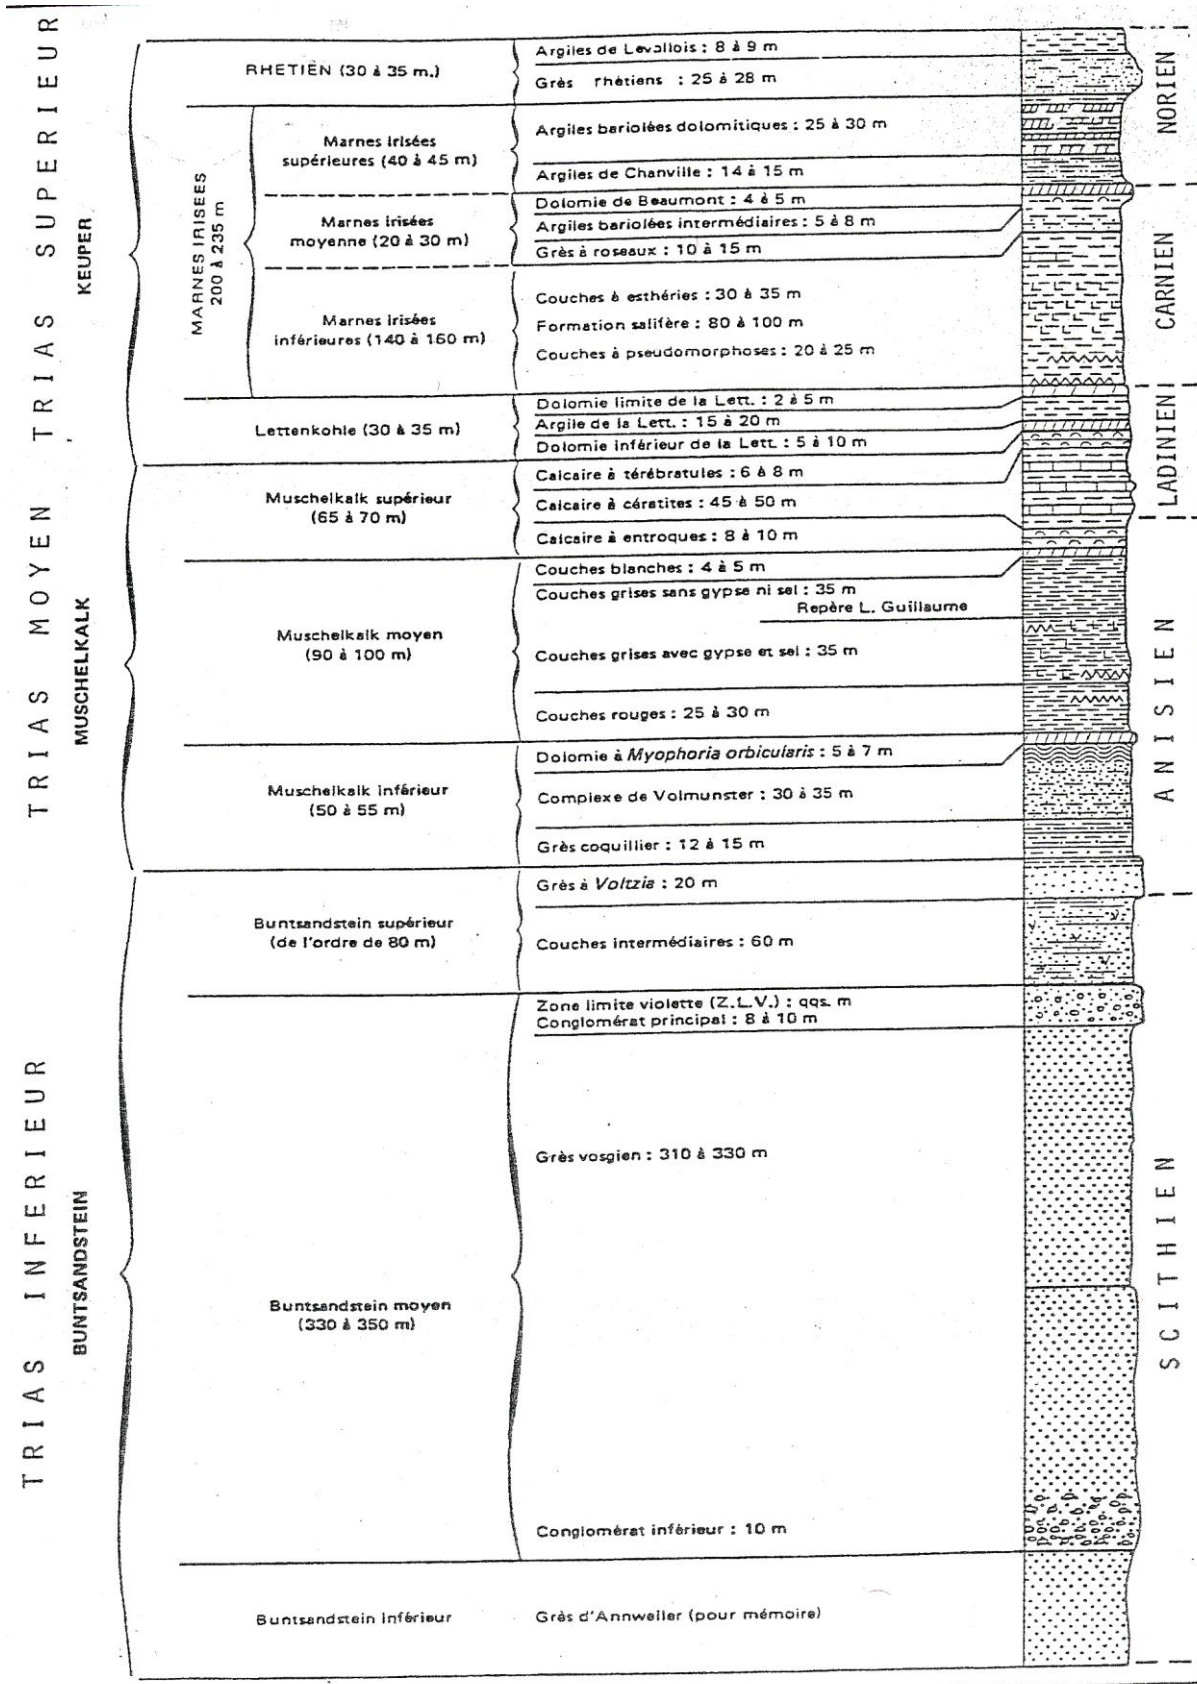 TRIAS SUPERIEUR
KEUPER
RHETIEN (30 à 35 m.)
Argiles de Levallois : 8 à 9 m
Grès rhétiens : 25 à 28 m
NORIEN
MARNES IRISEES
200 à 235 m
Marnes irisées
supérieures (40 à 45 m)
Argiles bariolées dolomitiques : 25 à 30 m
Argiles de Chanville : 14 à 15 m
Marnes irisées
moyenne (20 à 30 m)
Dolomie de Beaumont : 4 à 5 m
Argiles bariolées intermédiaires : 5 à 8 m
Grès à roseaux : 10 à 15 m
CARNIEN
Marnes irisées
inférieures (140 à 160 m)
Couches à esthéries : 30 à 35 m
Formation salifère : 80 à 100 m
Couches à pseudomorphoses : 20 à 25 m
Lettenkohle (30 à 35 m)
Dolomie limite de la Lett. : 2 à 5 m
Argile de la Lett. : 15 à 20 m
Dolomie inférieur de la Lett. : 5 à 10 m
LADINIEN
TRIAS MOYEN
MUSCHELKALK
Muschelkalk supérieur
(65 à 70 m)
Calcaire à térébratules : 6 à 8 m
Calcaire à cératites : 45 à 50 m
Calcaire à entroques : 8 à 10 m
Muschelkalk moyen
(90 à 100 m)
Couches blanches : 4 à 5 m
Couches grises sans gypse ni sel : 35 m
Repère L. Guillaume
Couches grises avec gypse et sel : 35 m
Couches rouges : 25 à 30 m
ANISIEN
Muschelkalk inférieur
(50 à 55 m)
Dolomie à Myophoria orbicularis : 5 à 7 m
Complexe de Volmunster : 30 à 35 m
Grès coquillier : 12 à 15 m
TRIAS INFERIEUR
BUNTSANDSTEIN
Buntsandstein supérieur
(de l'ordre de 80 m)
Grès à Voltzia : 20 m
Couches intermédiaires : 60 m
SCITHIEN
Buntsandstein moyen
(330 à 350 m)
Zone limite violette (Z.L.V.) : qqs. m
Conglomérat principal : 8 à 10 m
Grès vosgien : 310 à 330 m
Conglomérat inférieur : 10 m
Buntsandstein inférieur
Grès d'Annweiler (pour mémoire)